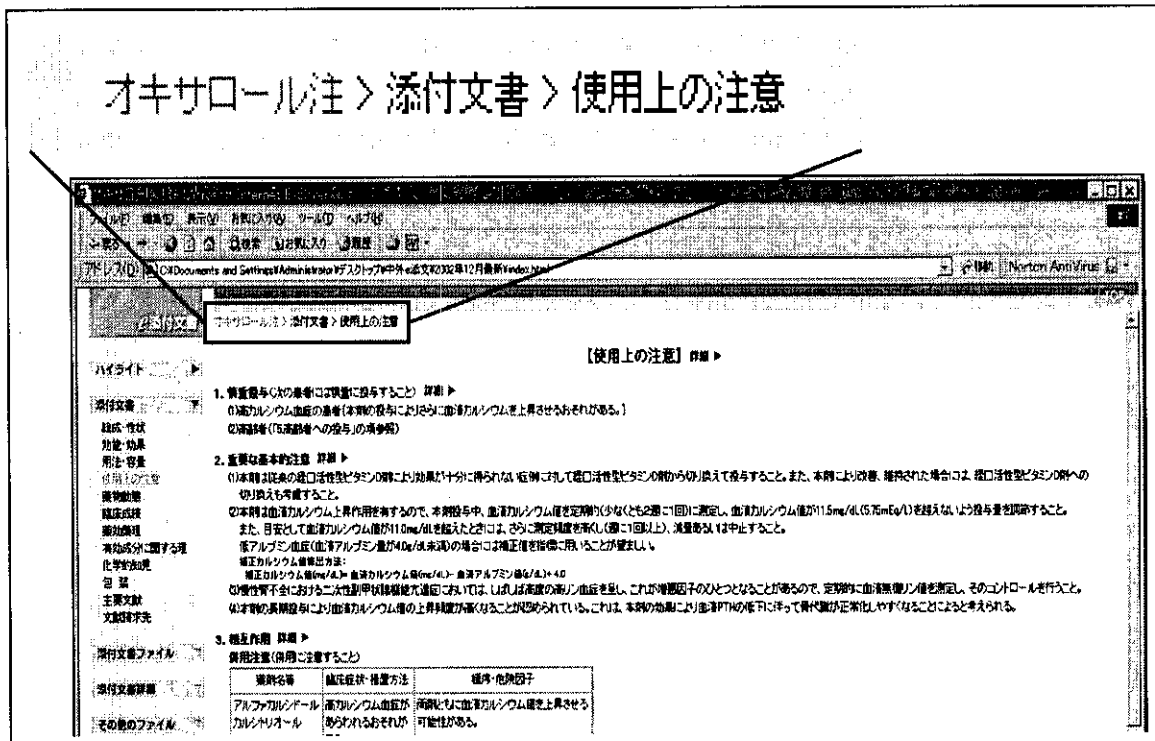 オキサロール注 > 添付文書 > 使用上の注意
Norton AntiVirus
オキサロール注 > 添付文書 > 使用上の注意
【使用上の注意】 詳細 ▶
ハイライト
添付文書
組成・性状
効能・効果
用法・容量
使用上の注意
薬物動態
臨床成績
薬効薬理
有効成分に関する理
化学的知見
包 装
主要文献
文献請求先
添付文書ファイル
添付文書詳細
その他のファイル
1. 慎重投与(次の患者には慎重に投与すること) 詳細 ▶
(1)高カルシウム血症の患者[本剤の投与によりさらに血清カルシウムを上昇させるおそれがある。]
(2)高齢者(「5.高齢者への投与」の項参照)
2. 重要な基本的注意 詳細 ▶
(1)本剤は従来の経口活性型ビタミンD剤により効果が十分に得られない症例に対して経口活性型ビタミンD剤から切り換えて投与すること。また、本剤により改善、維持された場合には、経口活性型ビタミンD剤への
切り換えも考慮すること。
(2)本剤は血清カルシウム上昇作用を有するので、本剤投与中、血清カルシウム値を定期的(少なくとも2週に1回)に測定し、血清カルシウム値が11.5mg/dL(5.75mEq/L)を超えないよう投与量を調節すること。
また、目安として血清カルシウム値が11.0mg/dLを超えたときには、さらに測定頻度を高くし(週に1回以上)、減量あるいは中止すること。
低アルブミン血症(血清アルブミン量が4.0g/dL未満)の場合には補正値を指標に用いることが望ましい。
補正カルシウム値算出方法:
補正カルシウム値(mg/dL)= 血清カルシウム値(mg/dL)- 血清アルブミン値(g/dL)+ 4.0
(3)慢性腎不全における二次性副甲状腺機能亢進症においては、しばしば高度の高リン血症を呈し、これが増悪因子のひとつとなることがあるので、定期的に血清無機リン値を測定し、そのコントロールを行うこと。
(4)本剤の長期投与により血清カルシウム値の上昇頻度が高くなることが認められている。これは、本剤の効果により血清PTHの低下に伴って骨代謝が正常化しやすくなることによると考えられる。
3. 相互作用 詳細 ▶
併用注意(併用に注意すること)
薬剤名等 臨床症状・措置方法 機序・危険因子
アルファカルシドール 高カルシウム血症が 両剤ともに血清カルシウム値を上昇させる
カルシトリオール あらわれるおそれが 可能性がある。